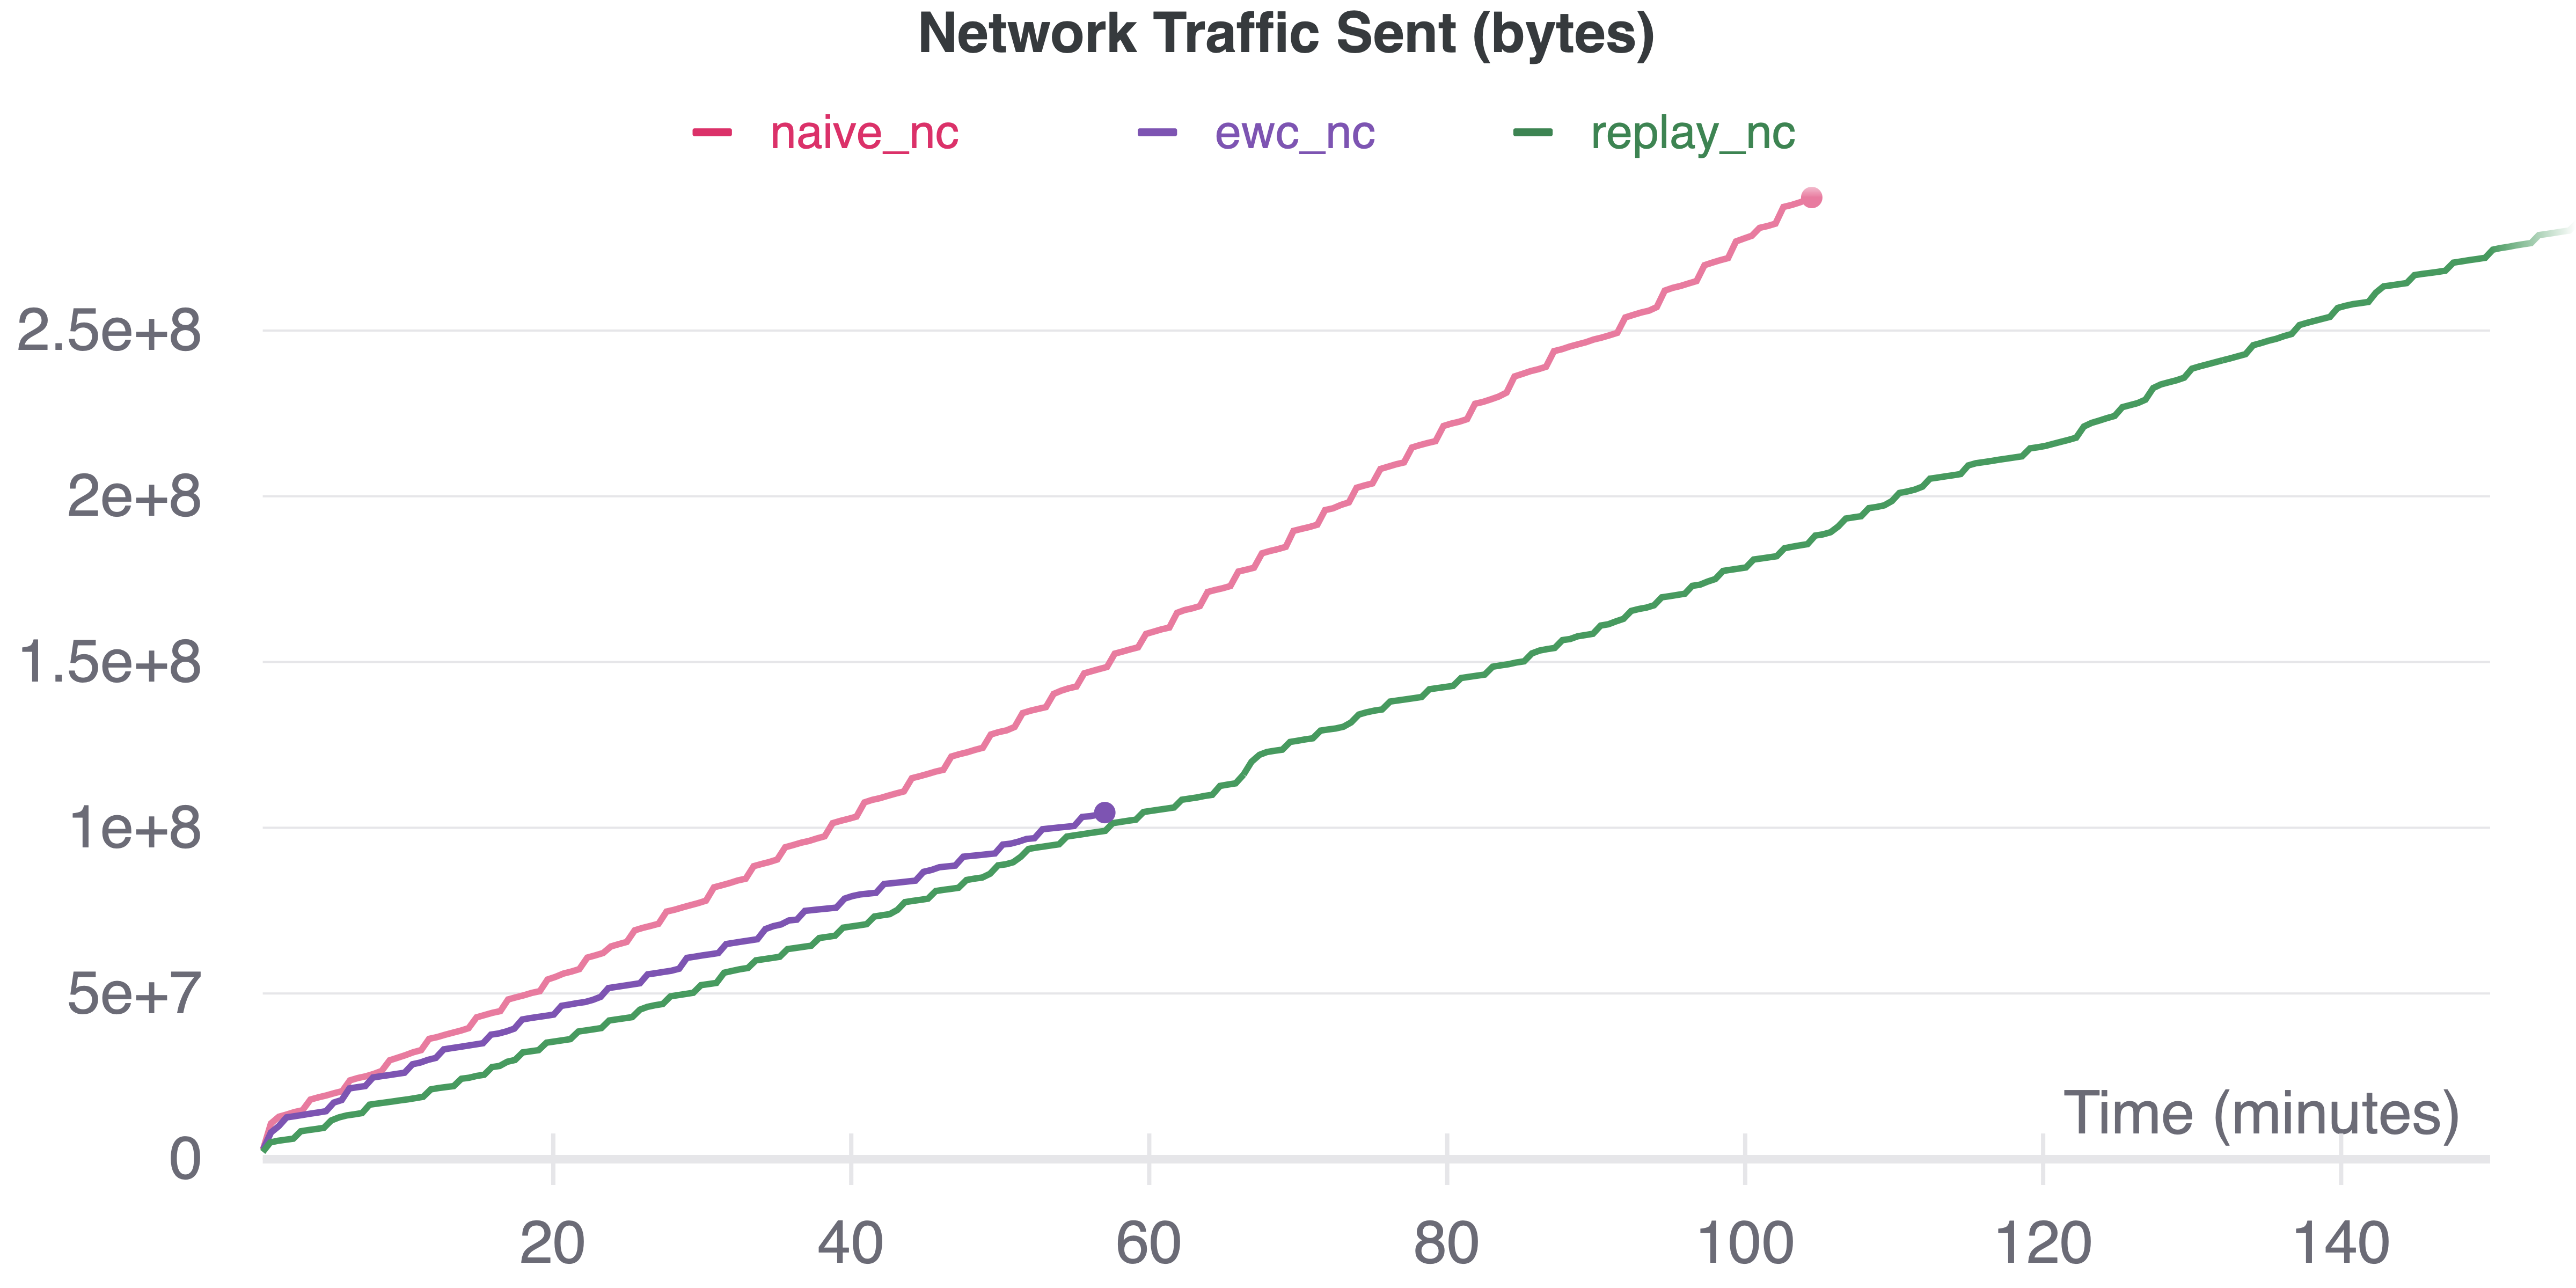 Network Traffic Sent (bytes)
naive_nc ewc_nc replay_nc
2.5e+8
2e+8
1.5e+8
1e+8
5e+7
Time (minutes)
0
20 40 60 80 100 120 140